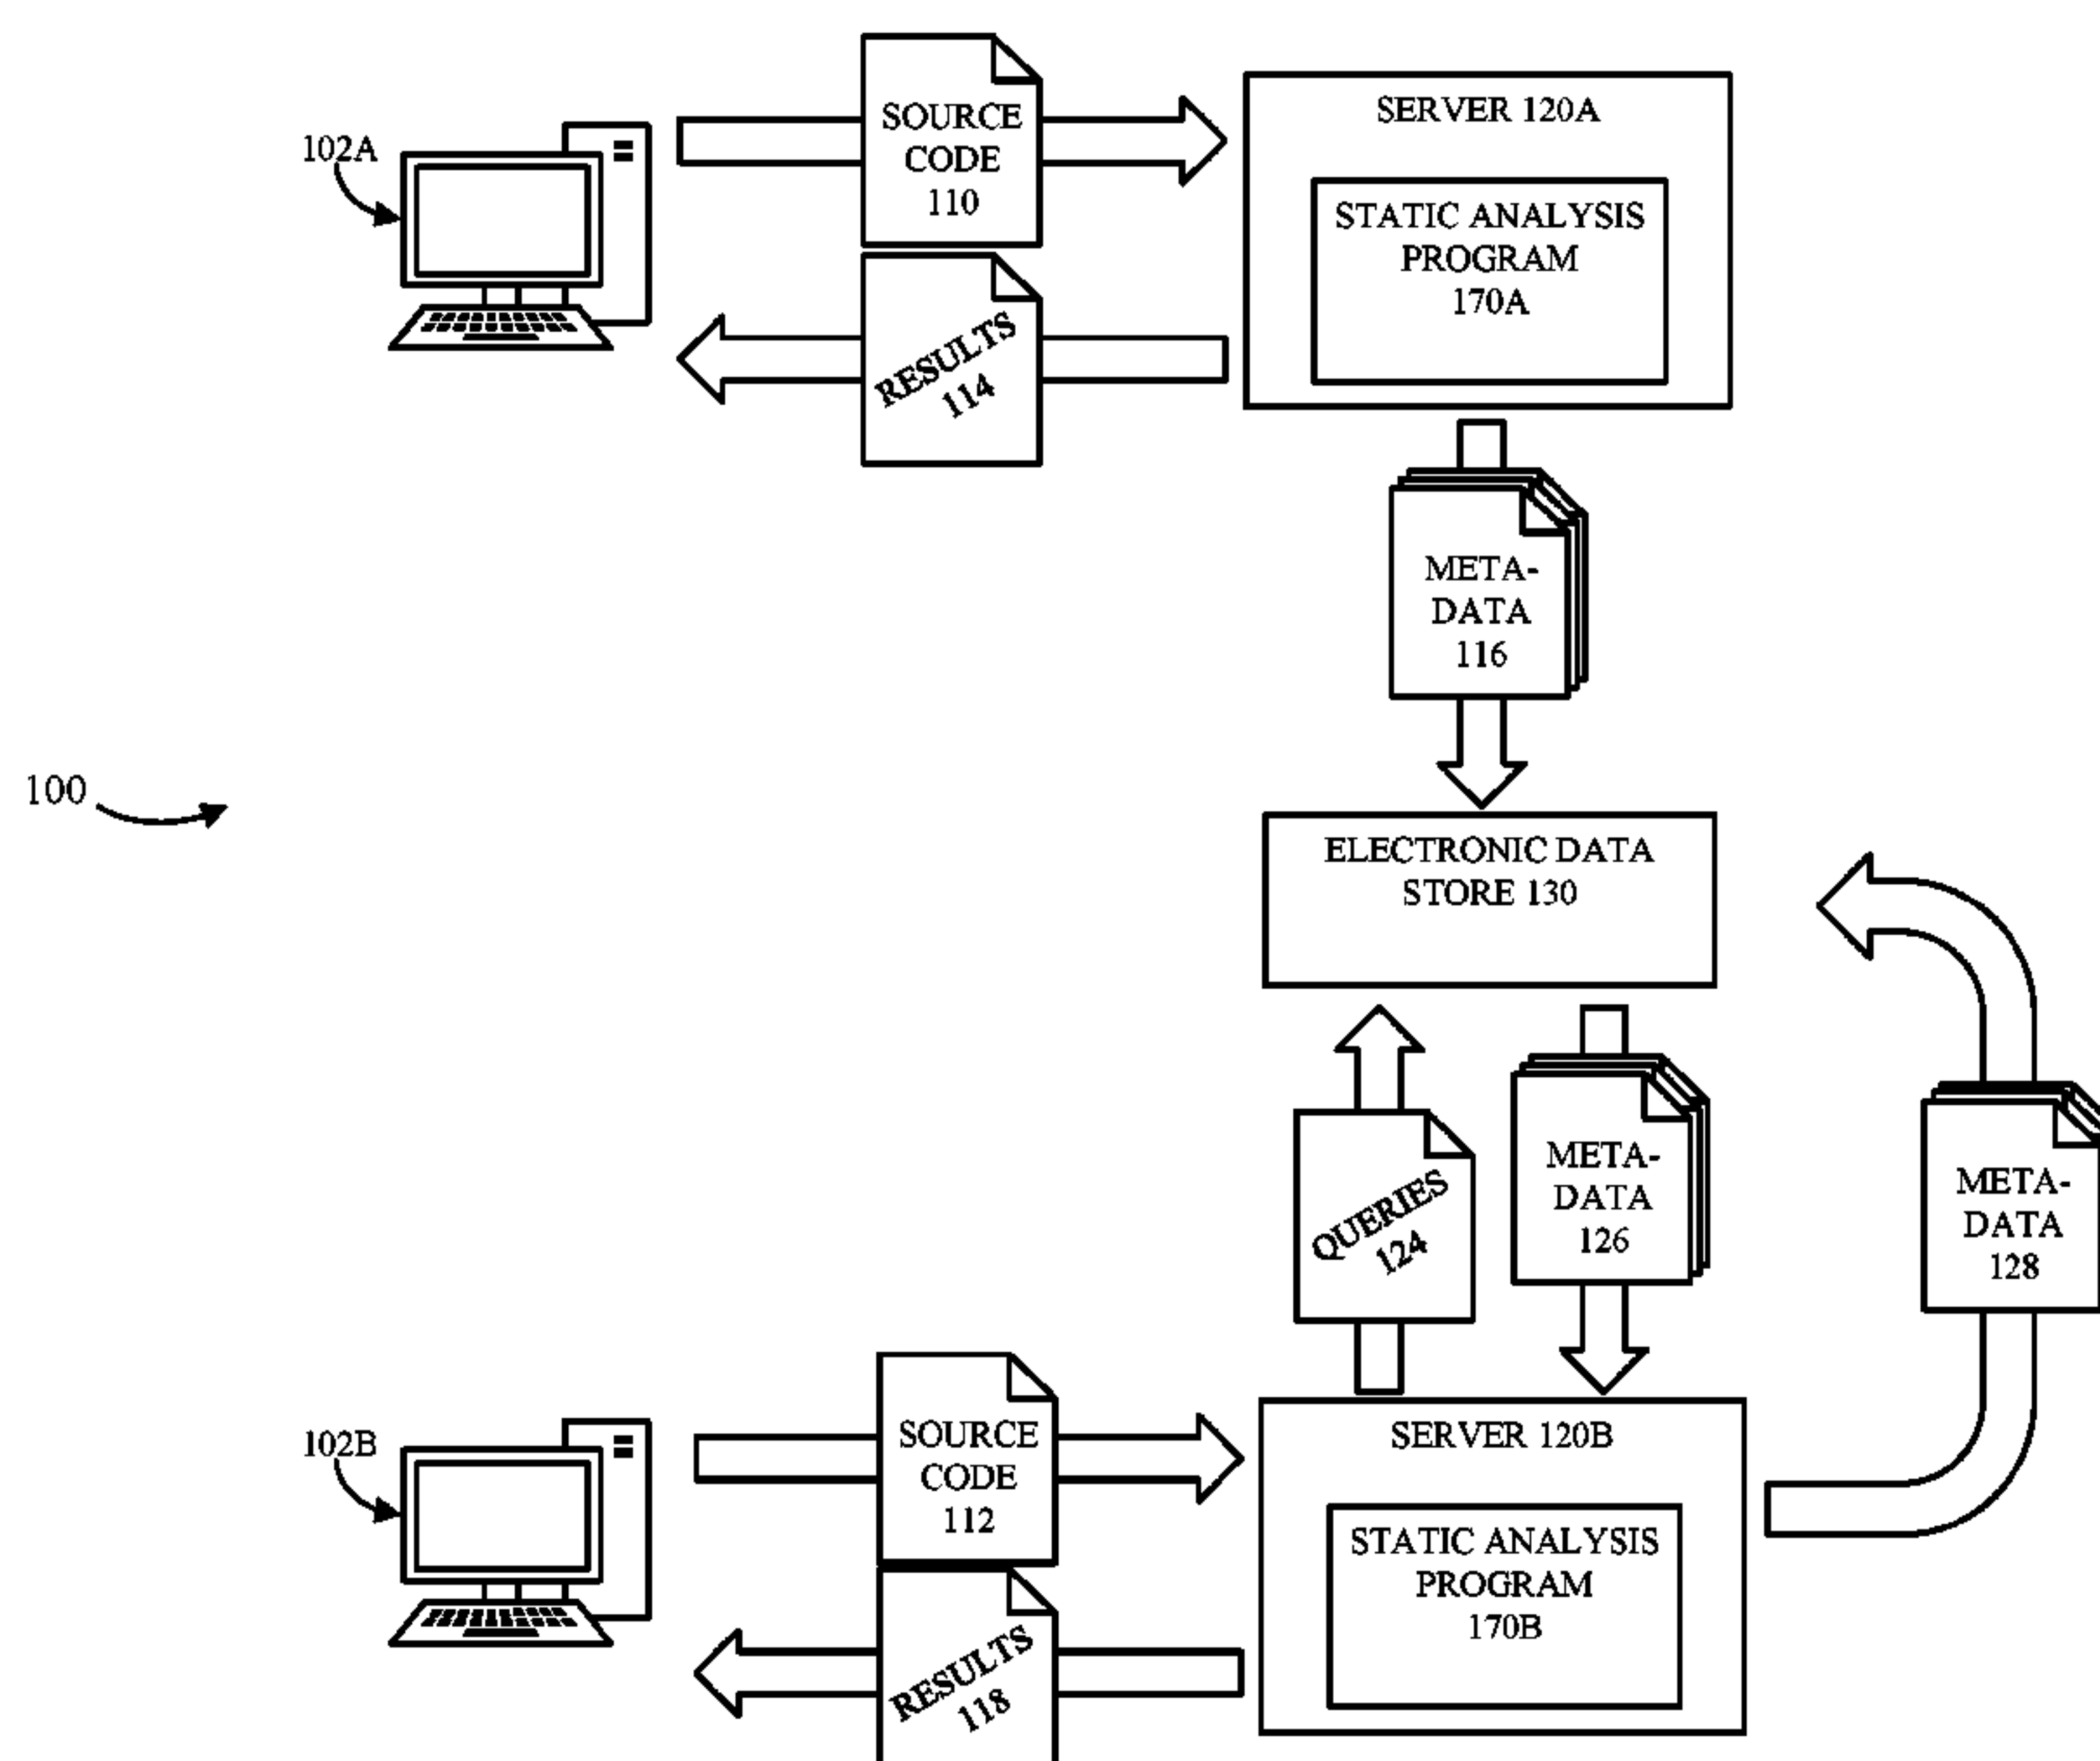 102A
SOURCE
CODE
110
RESULTS
114
SERVER 120A
STATIC ANALYSIS
PROGRAM
170A
META-
DATA
116
100
ELECTRONIC DATA
STORE 130
QUERIES
124
META-
DATA
126
META-
DATA
128
102B
SOURCE
CODE
112
RESULTS
118
SERVER 120B
STATIC ANALYSIS
PROGRAM
170B